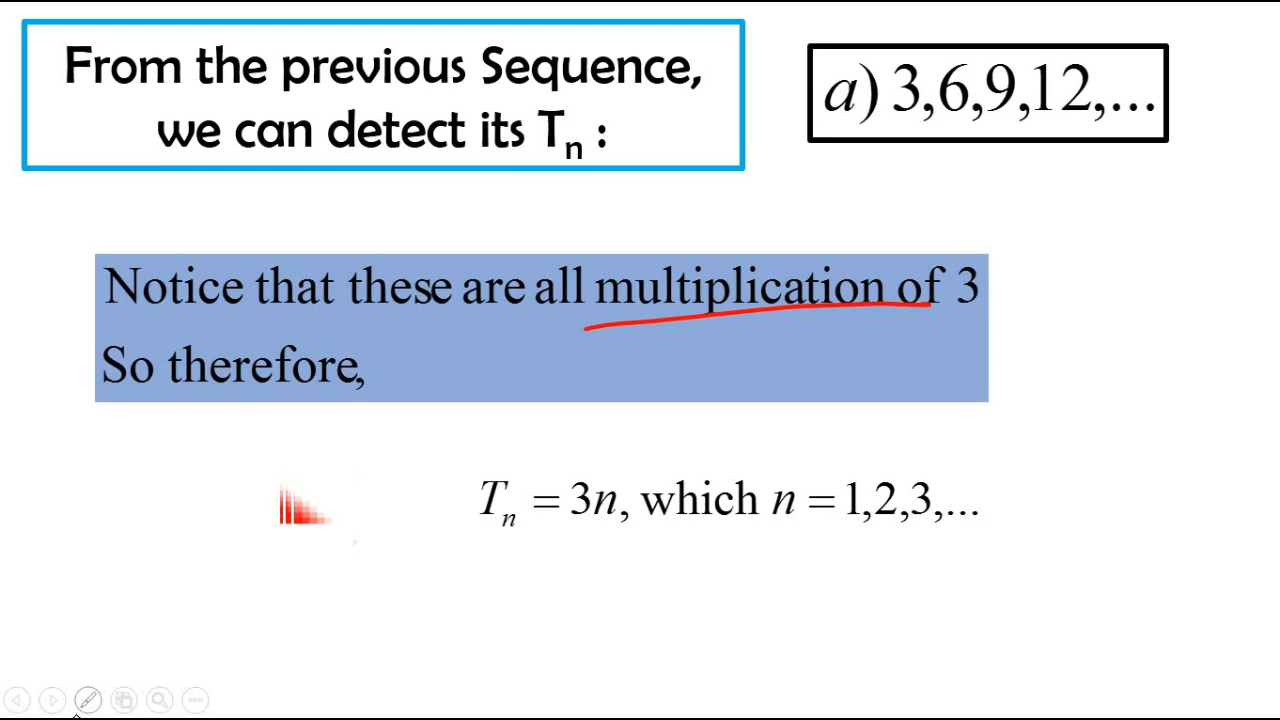 From the previous Sequence,
we can detect its Tₙ :
a) 3,6,9,12,...
Notice that these are all multiplication of 3
So therefore,
Tₙ = 3n, which n = 1,2,3,...